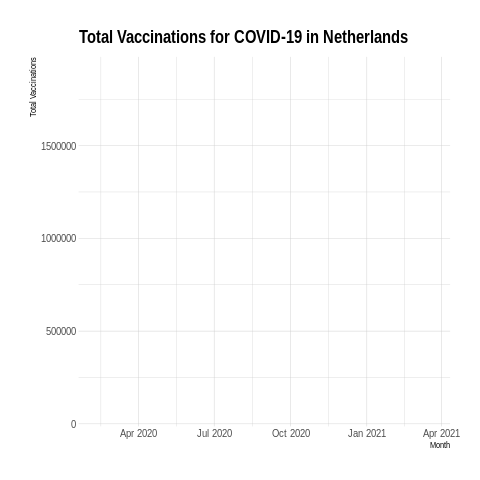 Total Vaccinations for COVID-19 in Netherlands
Total Vaccinations
1500000
1000000
500000
0
Apr 2020 Jul 2020 Oct 2020 Jan 2021 Apr 2021
Month